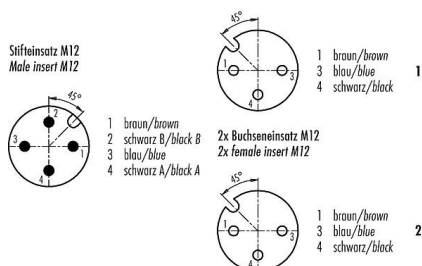 Stifteinsatz M12
Male insert M12
45°
2
3
1
4
1 braun/brown
2 schwarz B/black B
3 blau/blue
4 schwarz A/black A
45°
1
3
4
1 braun/brown
3 blau/blue
4 schwarz/black
1
2x Buchseneinsatz M12
2x female insert M12
45°
1
3
4
1 braun/brown
3 blau/blue
4 schwarz/black
2